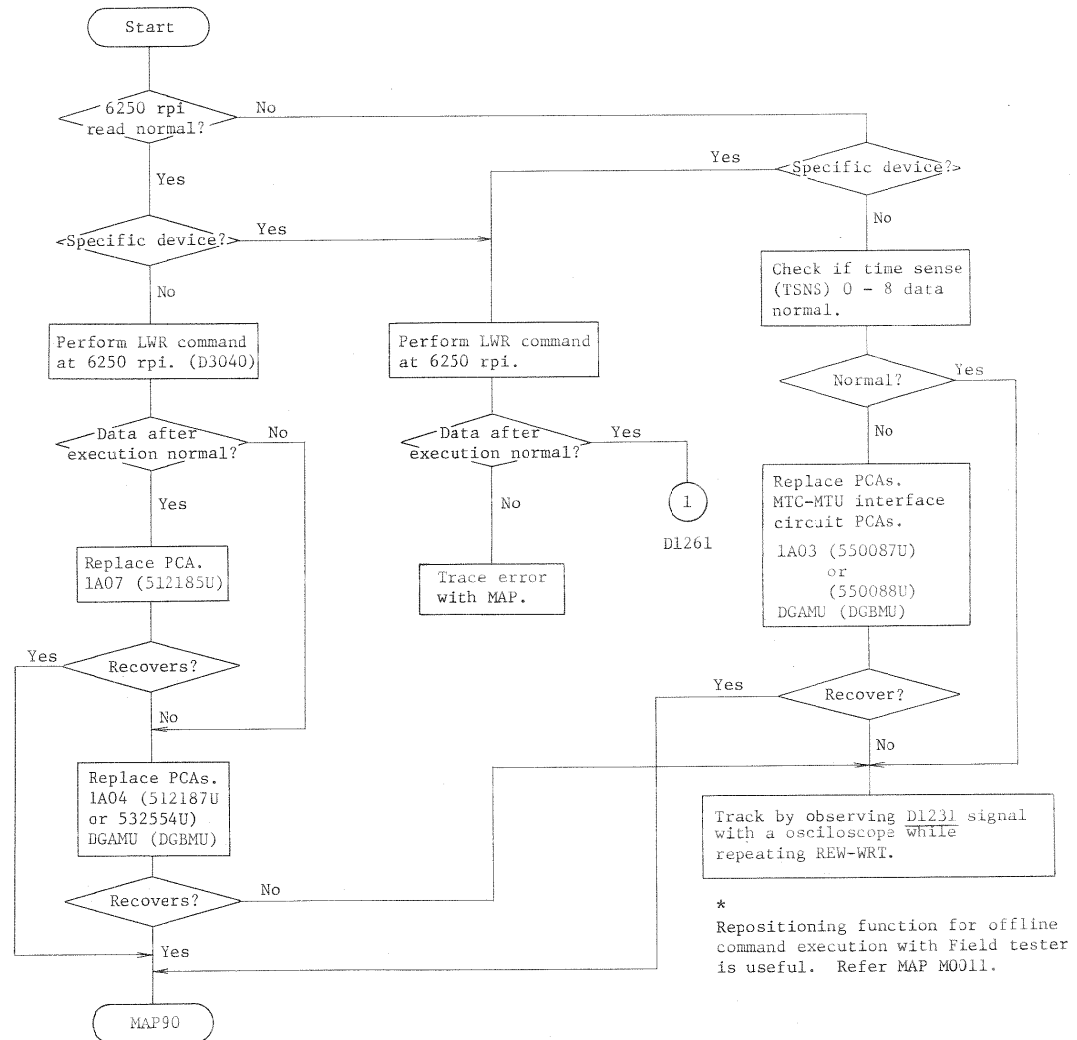 Start
6250 rpi
read normal?
No
Yes
Specific device?
Yes
No
Perform LWR command
at 6250 rpi. (D3040)
Data after
execution normal?
No
Yes
Replace PCA.
1A07 (512185U)
Recovers?
Yes
No
Replace PCAs.
1A04 (512187U
or 532554U)
DGAMU (DGBMU)
Recovers?
No
Yes
MAP90
Perform LWR command
at 6250 rpi.
Data after
execution normal?
Yes
No
1
D1261
Trace error
with MAP.
Specific device?
Yes
No
Check if time sense
(TSNS) 0 - 8 data
normal.
Normal?
Yes
No
Replace PCAs.
MTC-MTU interface
circuit PCAs.
1A03 (550087U)
or
(550088U)
DGAMU (DGBMU)
Recover?
Yes
No
Track by observing D1231 signal
with a osciloscope while
repeating REW-WRT.
*
Repositioning function for offline
command execution with Field tester
is useful. Refer MAP M0011.